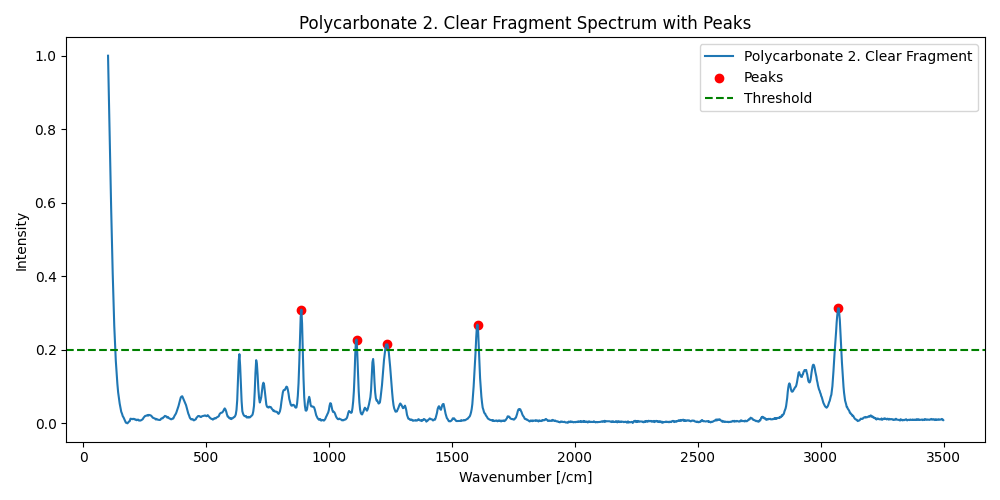 Polycarbonate 2. Clear Fragment Spectrum with Peaks
Polycarbonate 2. Clear Fragment
Peaks
Threshold
Intensity
1.0
0.8
0.6
0.4
0.2
0.0
0 500 1000 1500 2000 2500 3000 3500
Wavenumber [/cm]